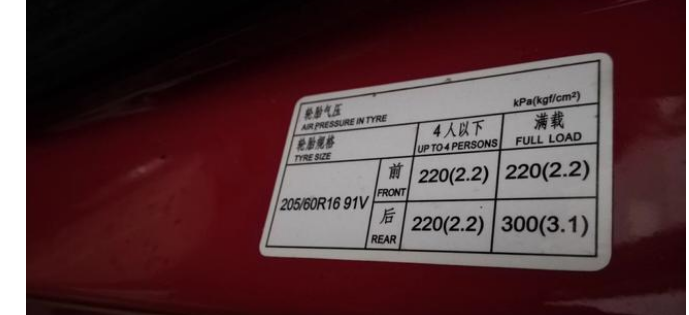 轮胎气压 kPa(kgf/cm²)
AIR PRESSURE IN TYRE
轮胎规格 4人以下 满载
TYRE SIZE UP TO 4 PERSONS FULL LOAD
205/60R16 91V 前 220(2.2) 220(2.2)
FRONT
后 220(2.2) 300(3.1)
REAR